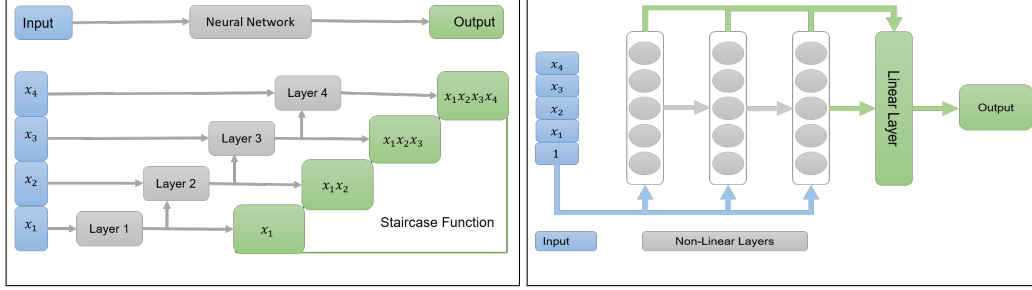 Input
Neural Network
Output
x₄
Layer 4
x₁x₂x₃x₄
x₃
Layer 3
x₁x₂x₃
x₂
Layer 2
x₁x₂
x₁
Layer 1
x₁
Staircase Function
x₄
x₃
x₂
x₁
1
Linear Layer
Output
Input
Non-Linear Layers